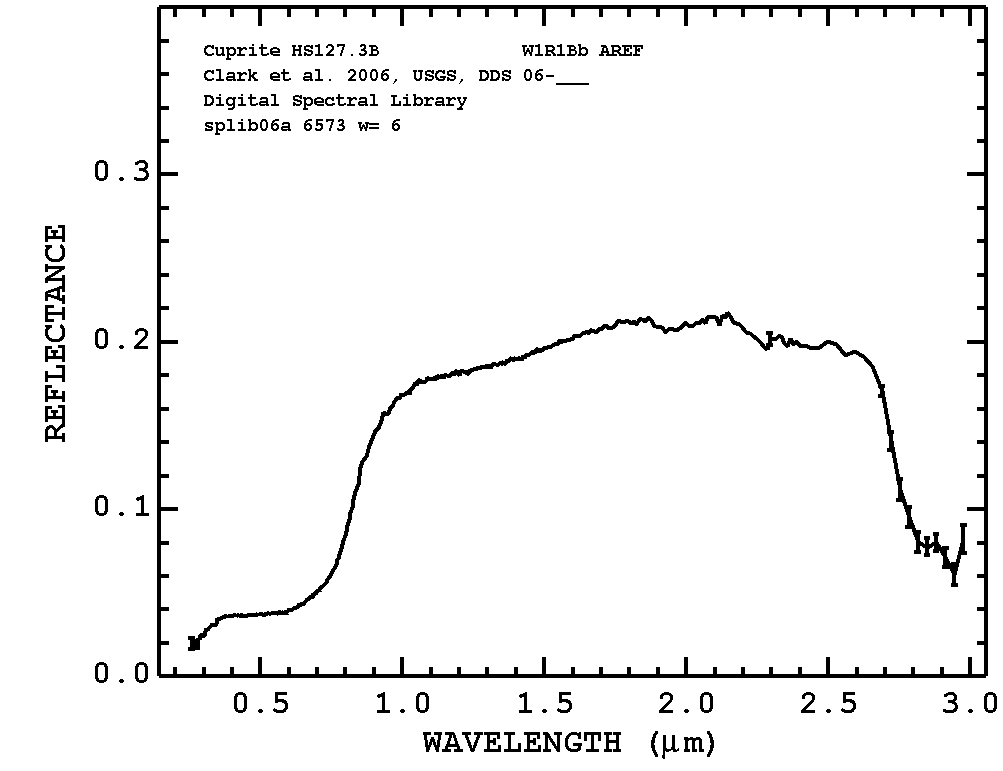 Cuprite HS127.3B W1R1Bb AREF
Clark et al. 2006, USGS, DDS 06-___
Digital Spectral Library
splib06a 6573 w= 6
0.3
0.2
0.1
0.0
REFLECTANCE
0.5 1.0 1.5 2.0 2.5 3.0
WAVELENGTH (μm)